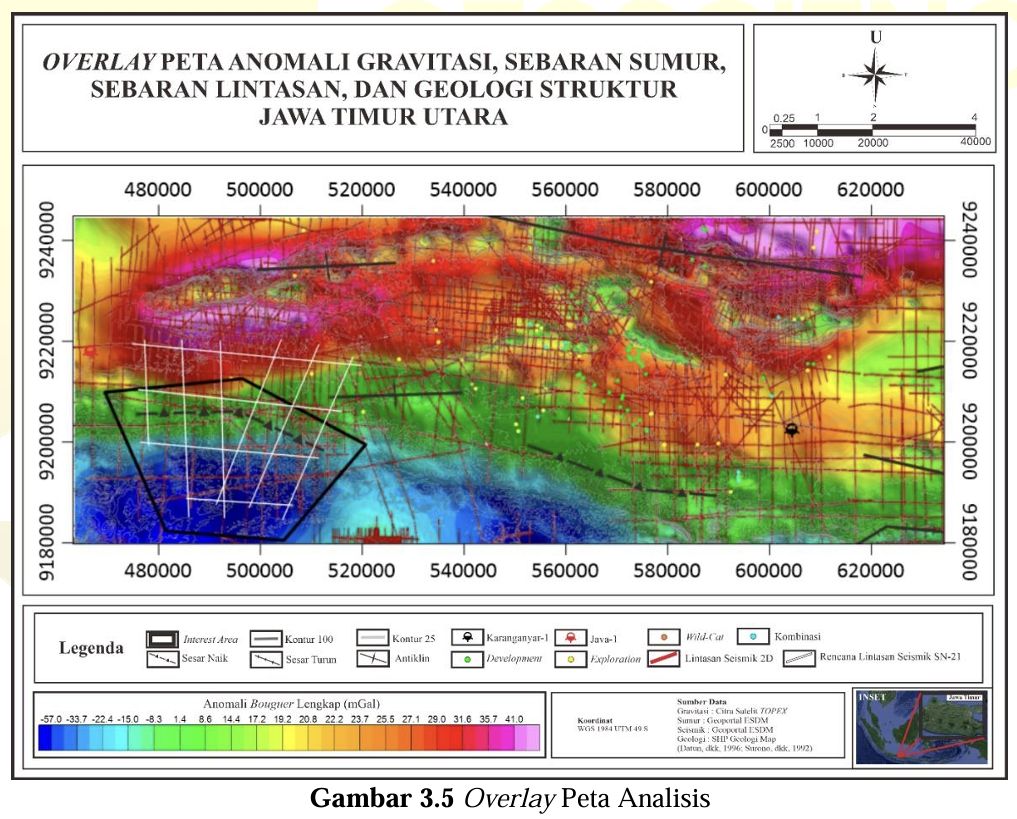 OVERLAY PETA ANOMALI GRAVITASI, SEBARAN SUMUR,
SEBARAN LINTASAN, DAN GEOLOGI STRUKTUR
JAWA TIMUR UTARA
U
0.25 1 2 4
0
2500 10000 20000 40000
480000 500000 520000 540000 560000 580000 600000 620000
9240000 9240000
9220000 9220000
9200000 9200000
9180000 9180000
480000 500000 520000 540000 560000 580000 600000 620000
Legenda
Interest Area Kontur 100 Kontur 25 Karanganyar-1 Java-1 Wild-Cat Kombinasi
Sesar Naik Sesar Turun Antiklin Development Exploration Lintasan Seismik 2D Rencana Lintasan Seismik SN-21
Anomali Bouguer Lengkap (mGal)
-57.0 -33.7 -22.4 -15.0 -8.3 1.4 8.6 14.4 17.2 19.2 20.8 22.2 23.7 25.5 27.1 29.0 31.6 35.7 41.0
Koordinat
WGS 1984 UTM 49 S
Sumber Data
Gravitasi : Citra Satelit TOPEX
Sumur : Geoportal ESDM
Seismik : Geoportal ESDM
Geologi : SHP Geologi Map
(Datun, dkk, 1996; Surono, dkk, 1992)
INSET
Jawa Timur
Gambar 3.5 Overlay Peta Analisis